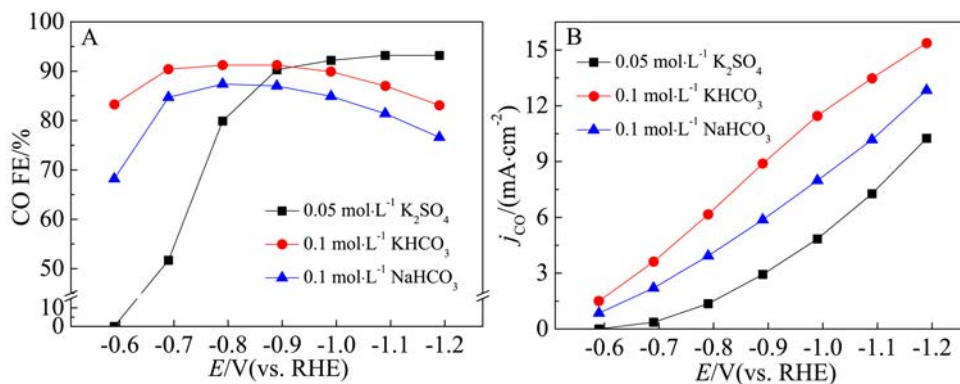 A
100
90
80
70
60
50
10
0
CO FE/%
0.05 mol·L⁻¹ K₂SO₄
0.1 mol·L⁻¹ KHCO₃
0.1 mol·L⁻¹ NaHCO₃
-0.6 -0.7 -0.8 -0.9 -1.0 -1.1 -1.2
E/V(vs. RHE)
B
15
12
9
6
3
0
j_CO/(mA·cm⁻²)
0.05 mol·L⁻¹ K₂SO₄
0.1 mol·L⁻¹ KHCO₃
0.1 mol·L⁻¹ NaHCO₃
-0.6 -0.7 -0.8 -0.9 -1.0 -1.1 -1.2
E/V(vs. RHE)